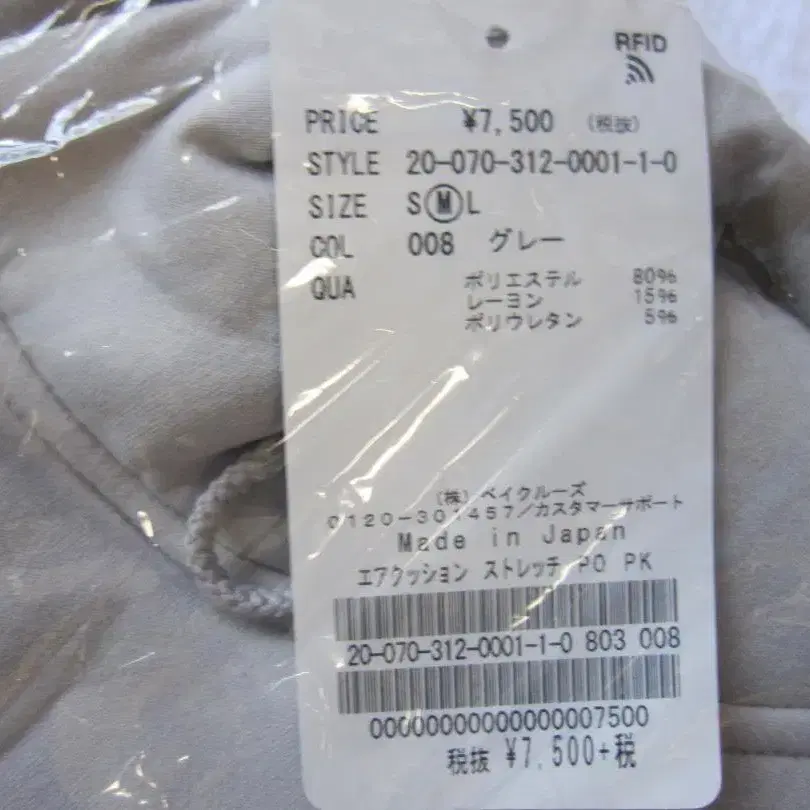 RFID
PRICE ¥7,500 (税抜)
STYLE 20-070-312-0001-1-0
SIZE S M L
COL 008 グレー
QUA ポリエステル 80%
レーヨン 15%
ポリウレタン 5%
(株)ベイクルーズ
0120-301457/カスタマーサポート
Made in Japan
エアクッション ストレッチ PO PK
20-070-312-0001-1-0 803 008
00000000000000007500
税抜 ¥7,500+税